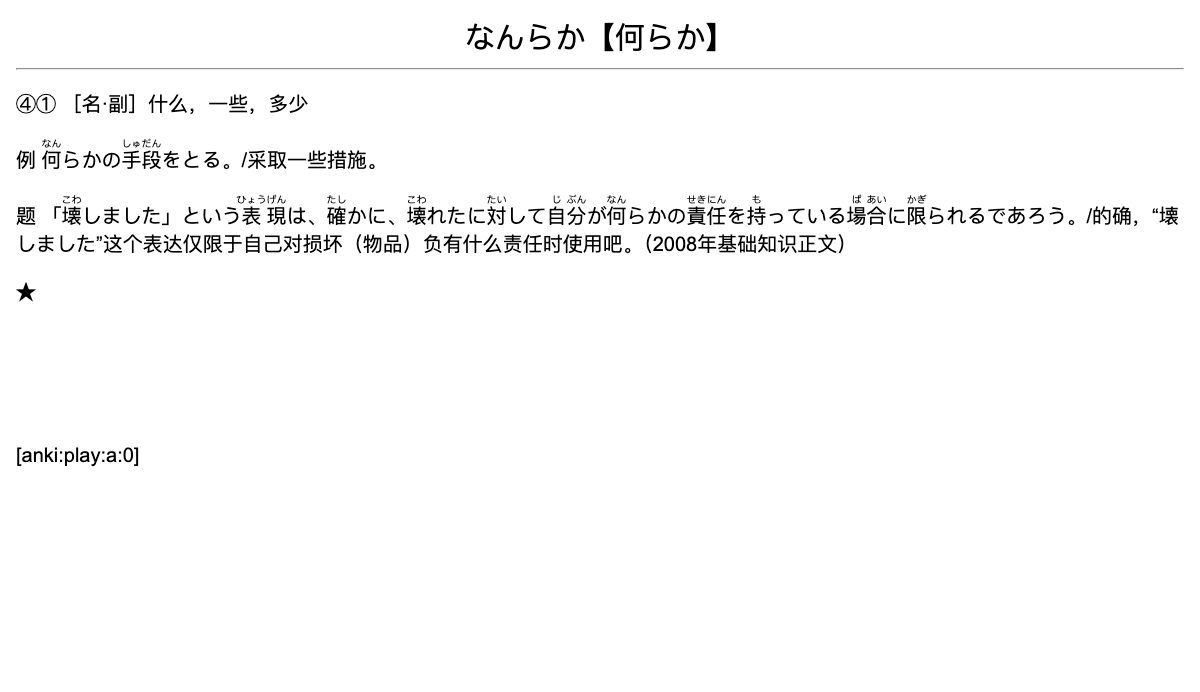 なんらか【何らか】
④① ［名·副］什么，一些，多少
なん しゅだん
例 何らかの手段をとる。/采取一些措施。
こわ ひょうげん たし こわ たい じ ぶん なん せきにん も ば あい かぎ
题 「壊しました」という表現は、確かに、壊れたに対して自分が何らかの責任を持っている場合に限られるであろう。/的确，“壊
しました”这个表达仅限于自己对损坏（物品）负有什么责任时使用吧。（2008年基础知识正文）
★
[anki:play:a:0]